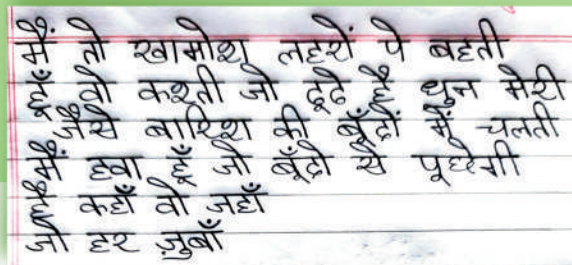 मैं तो खामोश लहरों पे बहती
हूँ वो कश्ती जो ढूढे है धुन मेरी
जैसे बारिश की बूँदों में चलती
मैं हवा हूँ जो बूँदो से पूछेगी
है कहाँ वो जहाँ
जो हर ज़ुबाँ